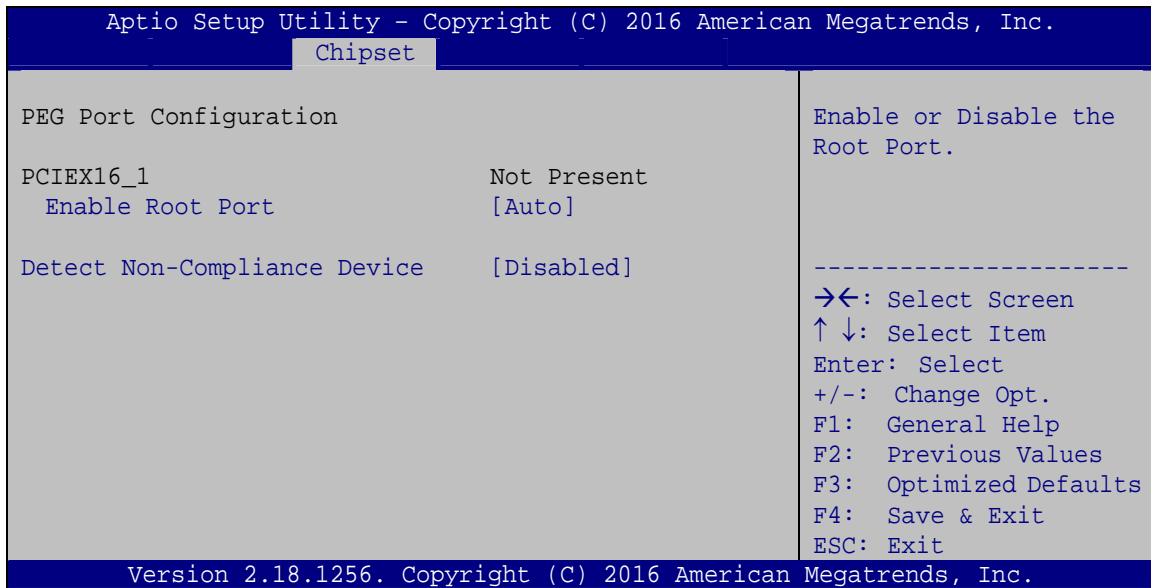 Aptio Setup Utility – Copyright (C) 2016 American Megatrends, Inc.
Chipset
PEG Port Configuration
PCIEX16_1 Not Present
Enable Root Port [Auto]
Detect Non-Compliance Device [Disabled]
Enable or Disable the
Root Port.
----------------------
→←: Select Screen
↑ ↓: Select Item
Enter: Select
+/-: Change Opt.
F1: General Help
F2: Previous Values
F3: Optimized Defaults
F4: Save & Exit
ESC: Exit
Version 2.18.1256. Copyright (C) 2016 American Megatrends, Inc.